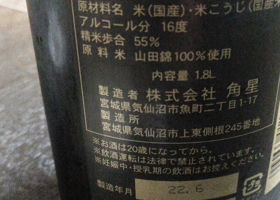 原材料名 米(国産)・米こうじ(国産米
アルコール分 16度
精米歩合 55%
原料米 山田錦100%使用
内容量 1.8L
製造者 株式会社 角星
宮城県気仙沼市魚町二丁目1-17
製造所
宮城県気仙沼市上東側根245番地
※お酒は20歳になってから。
※飲酒運転は法律で禁止されています。
※妊娠中・授乳期の飲酒はお控えください。
製造年月 22.6